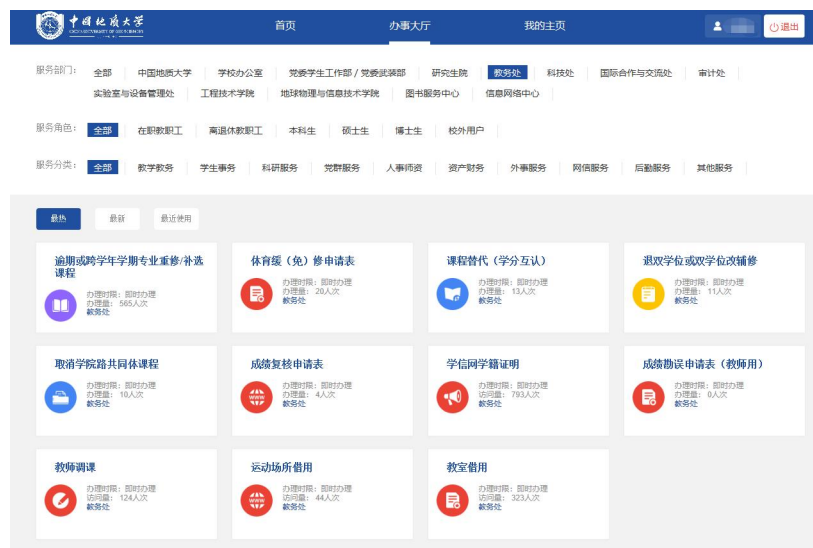 中国地质大学
首页 办事大厅 我的主页 退出
服务部门: 全部 中国地质大学 学校办公室 党委学生工作部/党委武装部 研究生院 教务处 科技处 国际合作与交流处 审计处
实验室与设备管理处 工程技术学院 地球物理与信息技术学院 图书服务中心 信息网络中心
服务角色: 全部 在职教职工 离退休教职工 本科生 硕士生 博士生 校外用户
服务分类: 全部 教学教务 学生事务 科研服务 党群服务 人事师资 资产财务 外事服务 网信服务 后勤服务 其他服务
最热 最新 最近使用
逾期或跨学年学期专业重修/补选
课程
办理时限: 即时办理
办理量: 565人次
教务处
体育缓（免）修申请表
办理时限: 即时办理
办理量: 20人次
教务处
课程替代（学分互认）
办理时限: 即时办理
办理量: 13人次
教务处
退双学位或双学位改辅修
办理时限: 即时办理
办理量: 11人次
教务处
取消学院路共同体课程
办理时限: 即时办理
办理量: 10人次
教务处
成绩复核申请表
WWW
办理时限: 即时办理
办理量: 4人次
教务处
学信网学籍证明
办理时限: 即时办理
访问量: 793人次
教务处
成绩勘误申请表（教师用）
办理时限: 即时办理
办理量: 0人次
教务处
教师调课
办理时限: 即时办理
访问量: 124人次
教务处
运动场所借用
WWW
办理时限: 即时办理
访问量: 44人次
教务处
教室借用
办理时限: 即时办理
访问量: 323人次
教务处